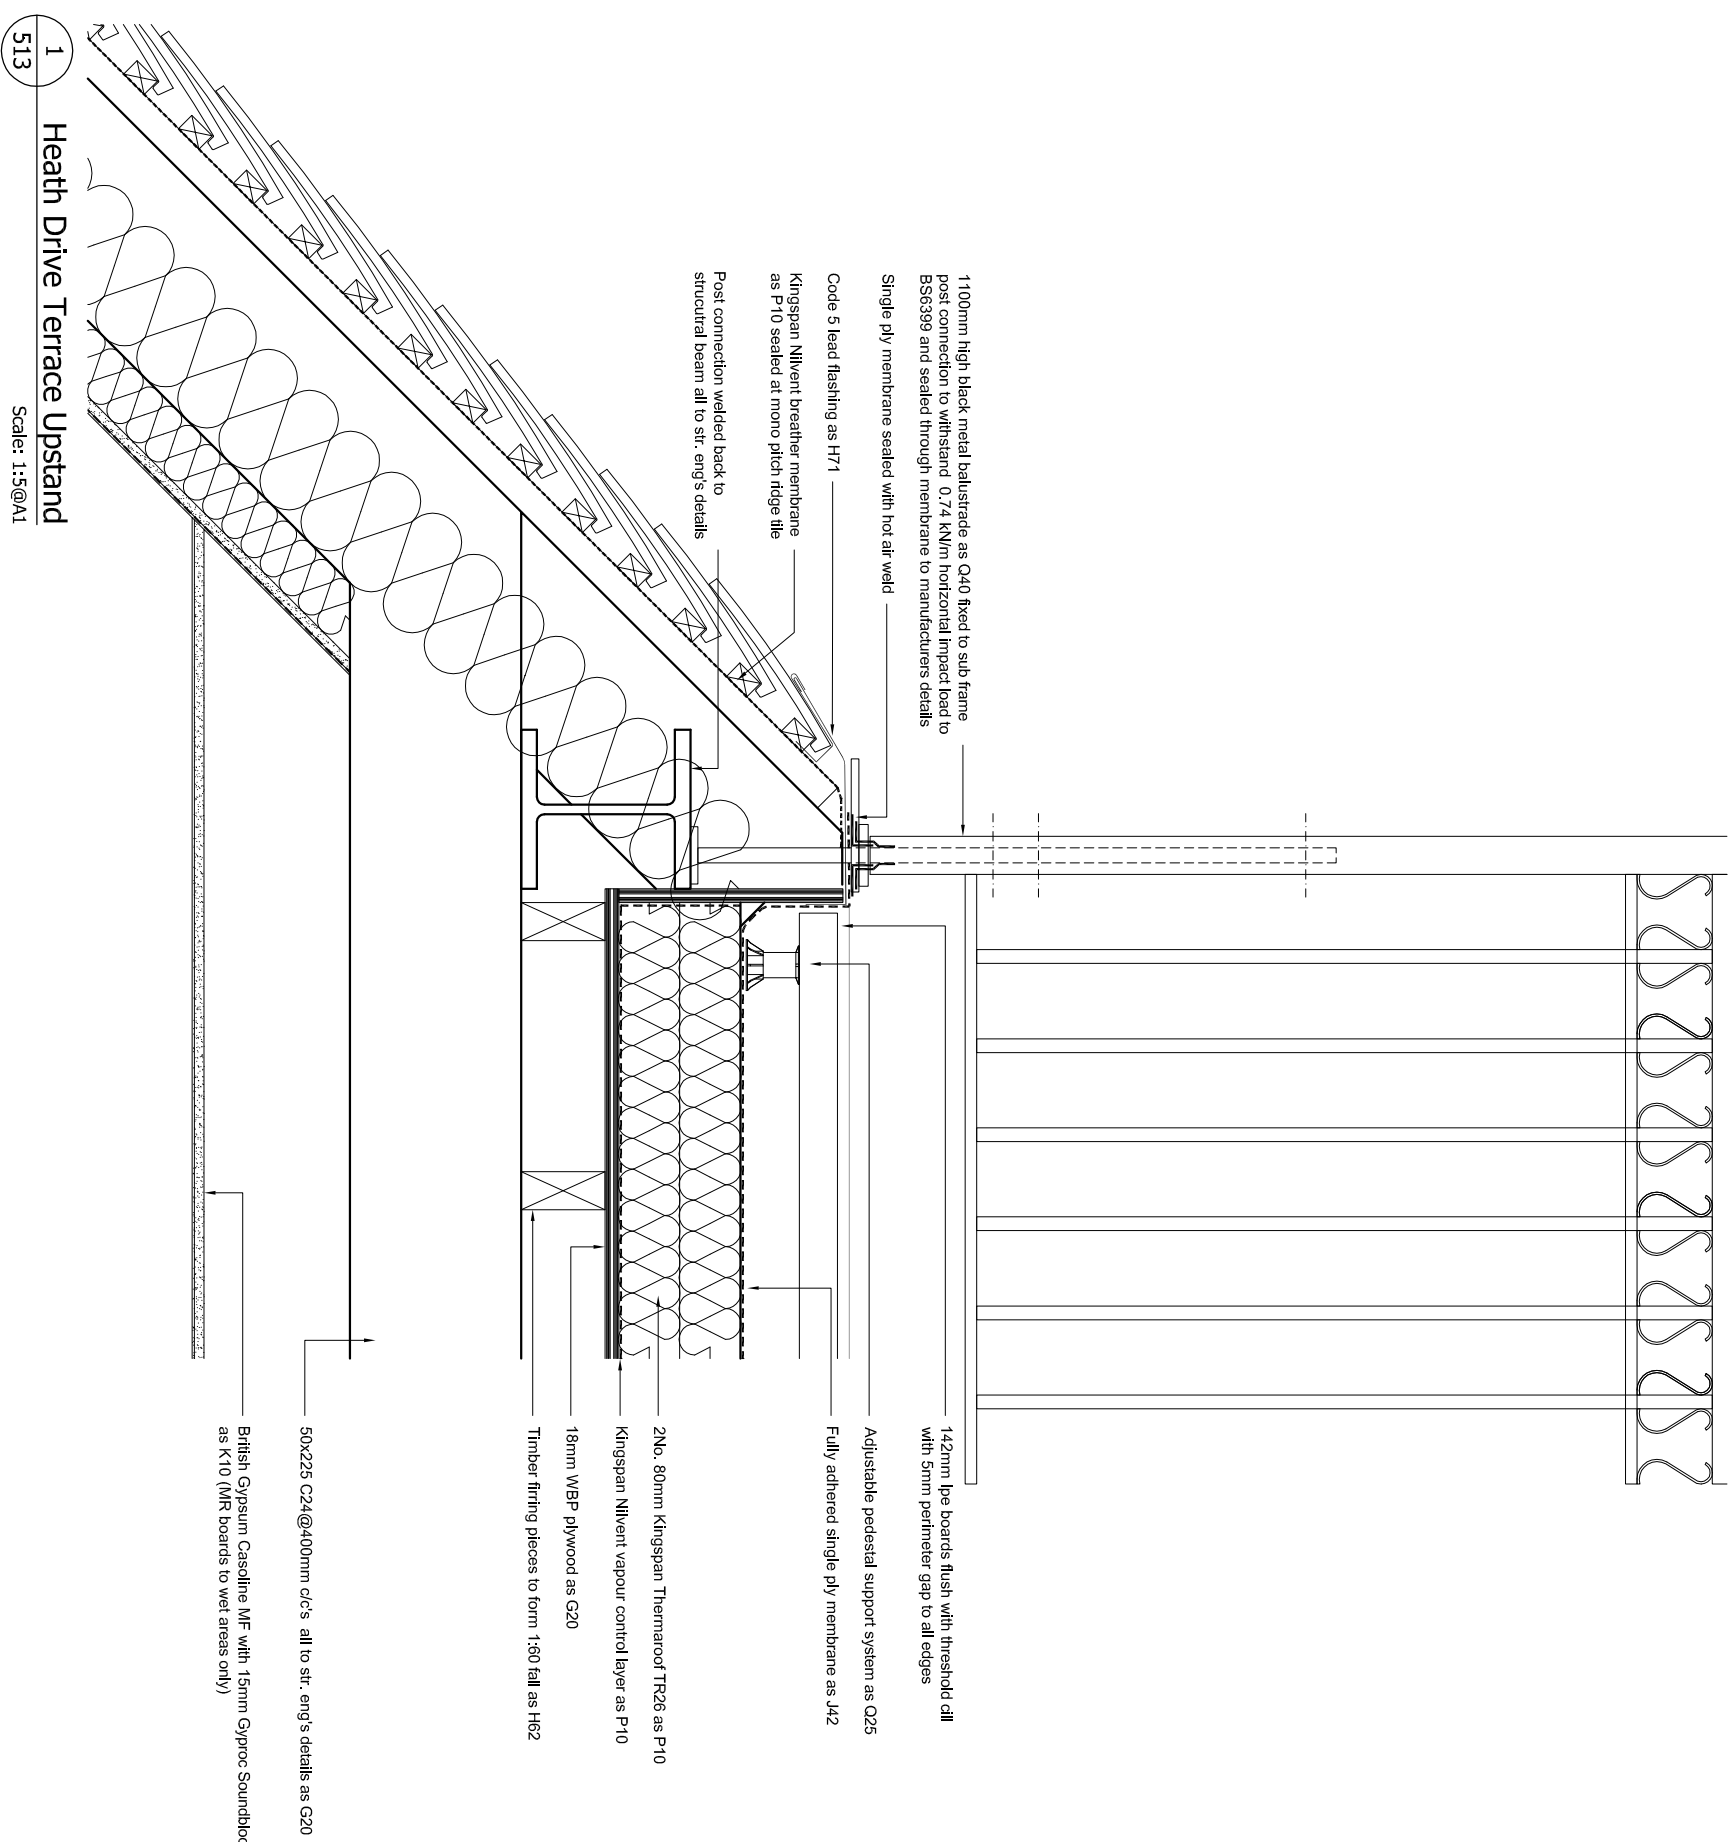 1100mm high black metal balustrade as Q40 fixed to sub frame
post connection to withstand 0.74 kN/m horizontal impact load to
BS6399 and sealed through membrane to manufacturers details
Single ply membrane sealed with hot air weld
Code 5 lead flashing as H71
Kingspan Nilvent breather membrane
as P10 sealed at mono pitch ridge tile
Post connection welded back to
strucutral beam all to str. eng's details
142mm Ipe boards flush with threshold cill
with 5mm perimeter gap to all edges
Adjustable pedestal support system as Q25
Fully adhered single ply membrane as J42
2No. 80mm Kingspan Thermaroof TR26 as P10
Kingspan Nilvent vapour control layer as P10
18mm WBP plywood as G20
Timber firring pieces to form 1:60 fall as H62
50x225 C24@400mm c/c's all to str. eng's details as G20
British Gypsum Casoline MF with 15mm Gyproc Soundbloc
as K10 (MR boards to wet areas only)
1
513
Heath Drive Terrace Upstand
Scale: 1:5@A1